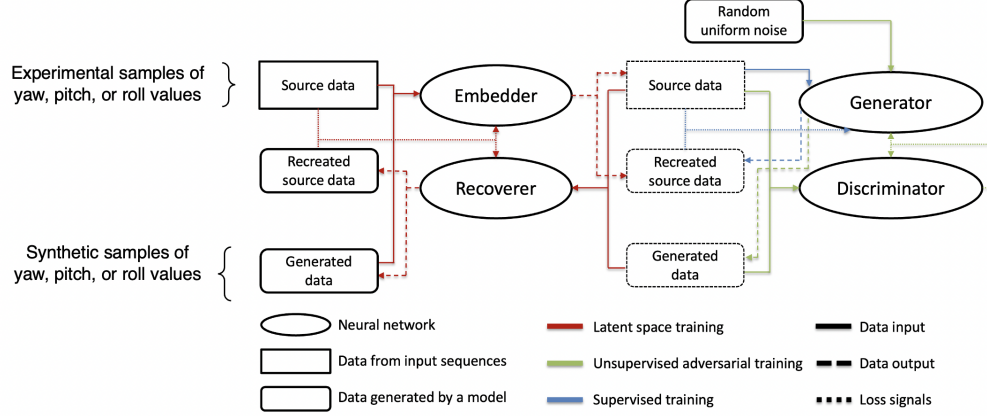 Random
uniform noise
Experimental samples of
yaw, pitch, or roll values
Source data
Embedder
Source data
Generator
Recreated
source data
Recoverer
Recreated
source data
Discriminator
Synthetic samples of
yaw, pitch, or roll values
Generated
data
Generated
data
Neural network
Latent space training
Data input
Data from input sequences
Unsupervised adversarial training
Data output
Data generated by a model
Supervised training
Loss signals